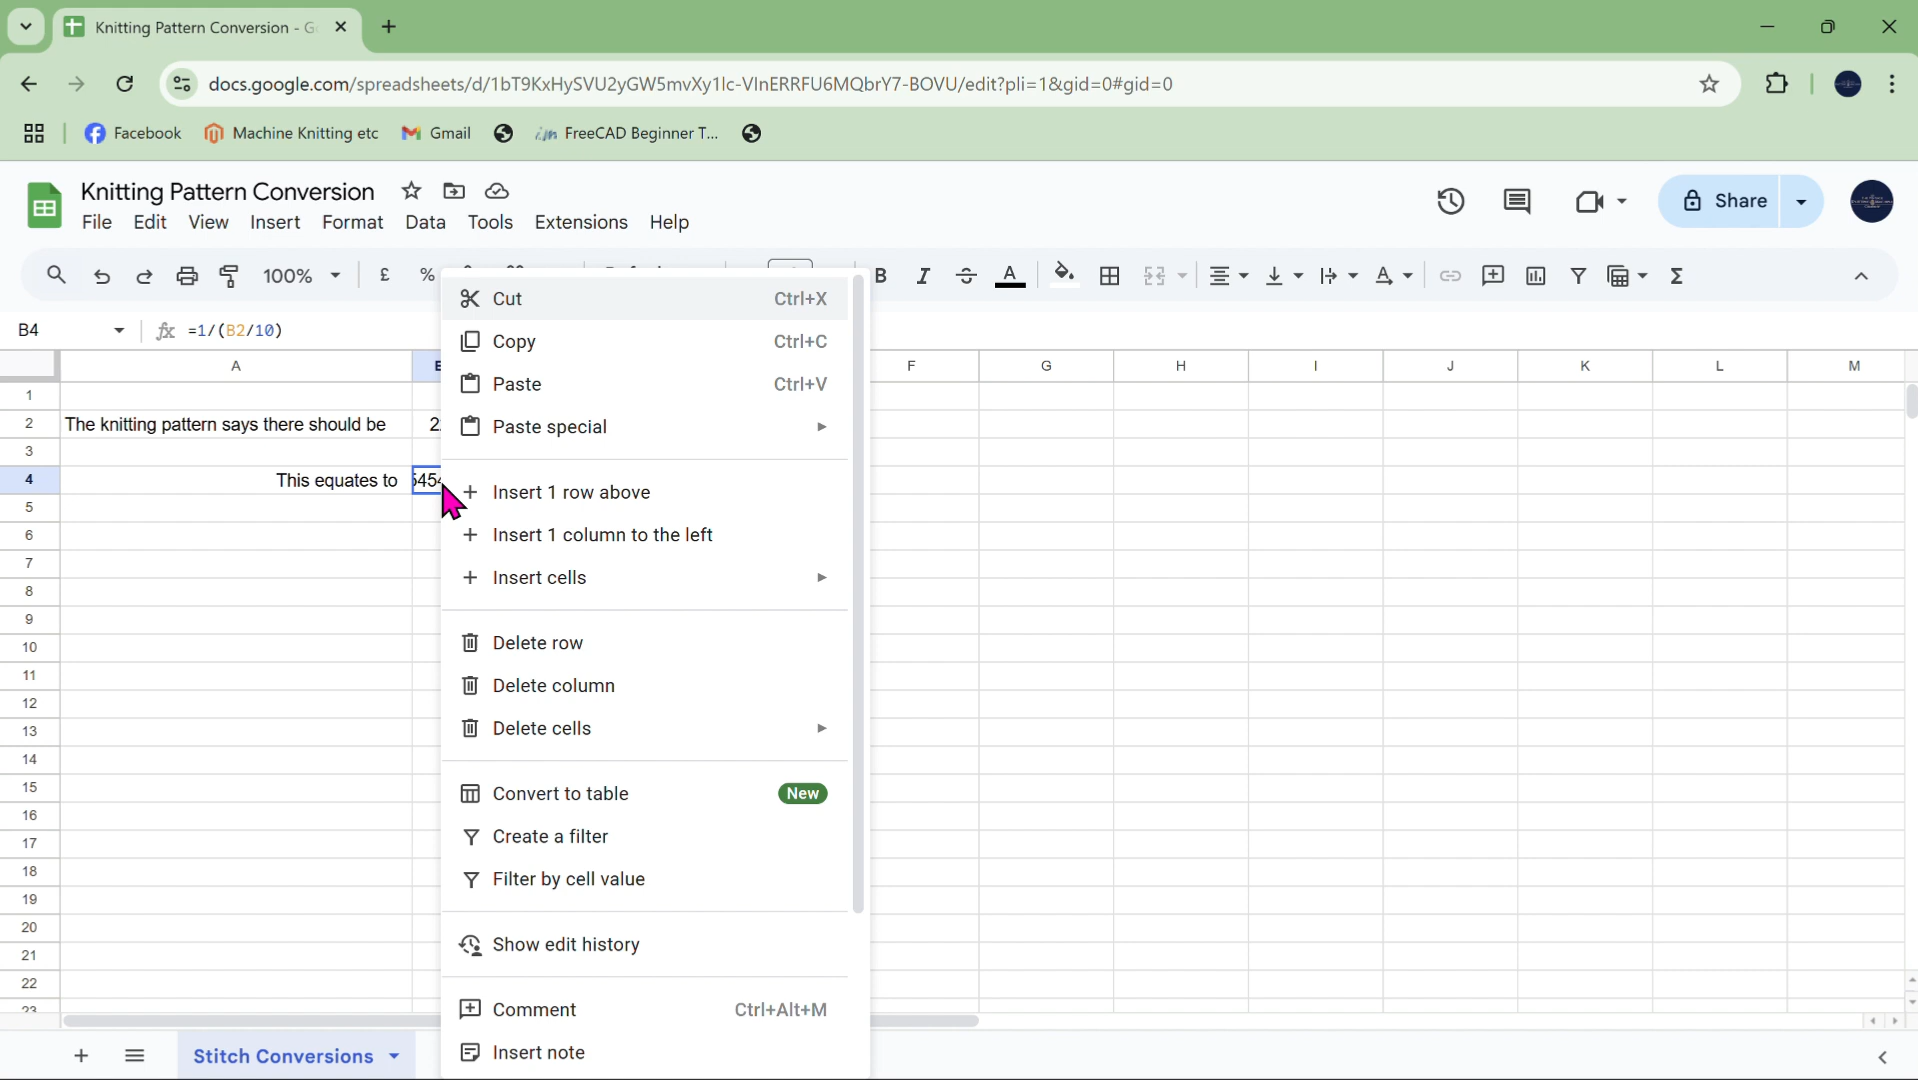 Knitting Pattern Conversion - G
docs.google.com/spreadsheets/d/1bT9KxHySVU2yGW5mvXy1lc-VInERRFU6MQbrY7-BOVU/edit?pli=1&gid=0#gid=0
Facebook Machine Knitting etc Gmail FreeCAD Beginner T...
Knitting Pattern Conversion
File Edit View Insert Format Data Tools Extensions Help
Share
100% £ % B I A Σ
B4 fx =1/(B2/10)
A F G H I J K L M
1
2 The knitting pattern says there should be
3
4 This equates to
5
6
7
8
9
10
11
12
13
14
15
16
17
18
19
20
21
22
23
Cut Ctrl+X
Copy Ctrl+C
Paste Ctrl+V
Paste special
Insert 1 row above
Insert 1 column to the left
Insert cells
Delete row
Delete column
Delete cells
Convert to table New
Create a filter
Filter by cell value
Show edit history
Comment Ctrl+Alt+M
Insert note
Stitch Conversions